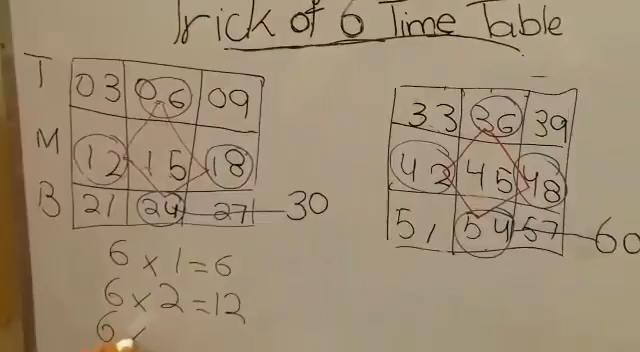 Trick of 6 Time Table
T 03 06 09
M 12 15 18
B 21 24 27 30
33 36 39
42 45 48
51 54 57 60
6 x 1 = 6
6 x 2 = 12
6